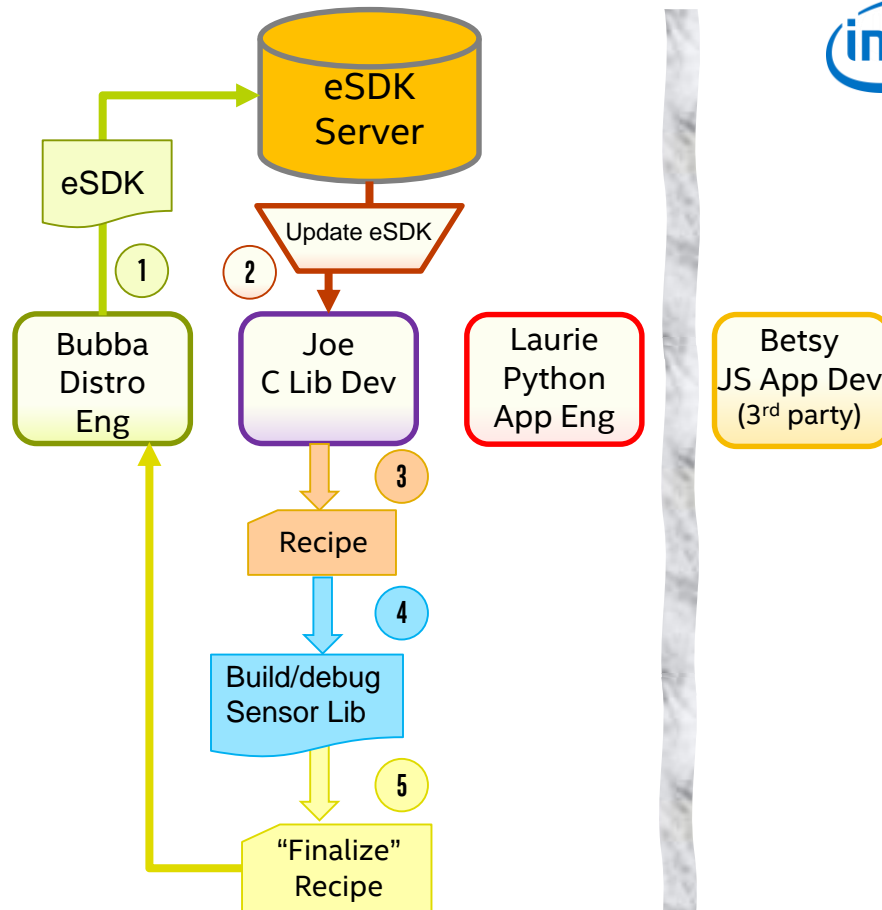 eSDK
Server
eSDK
Update eSDK
1
2
Bubba
Distro
Eng
Joe
C Lib Dev
Laurie
Python
App Eng
Betsy
JS App Dev
(3rd party)
3
Recipe
4
Build/debug
Sensor Lib
5
“Finalize”
Recipe